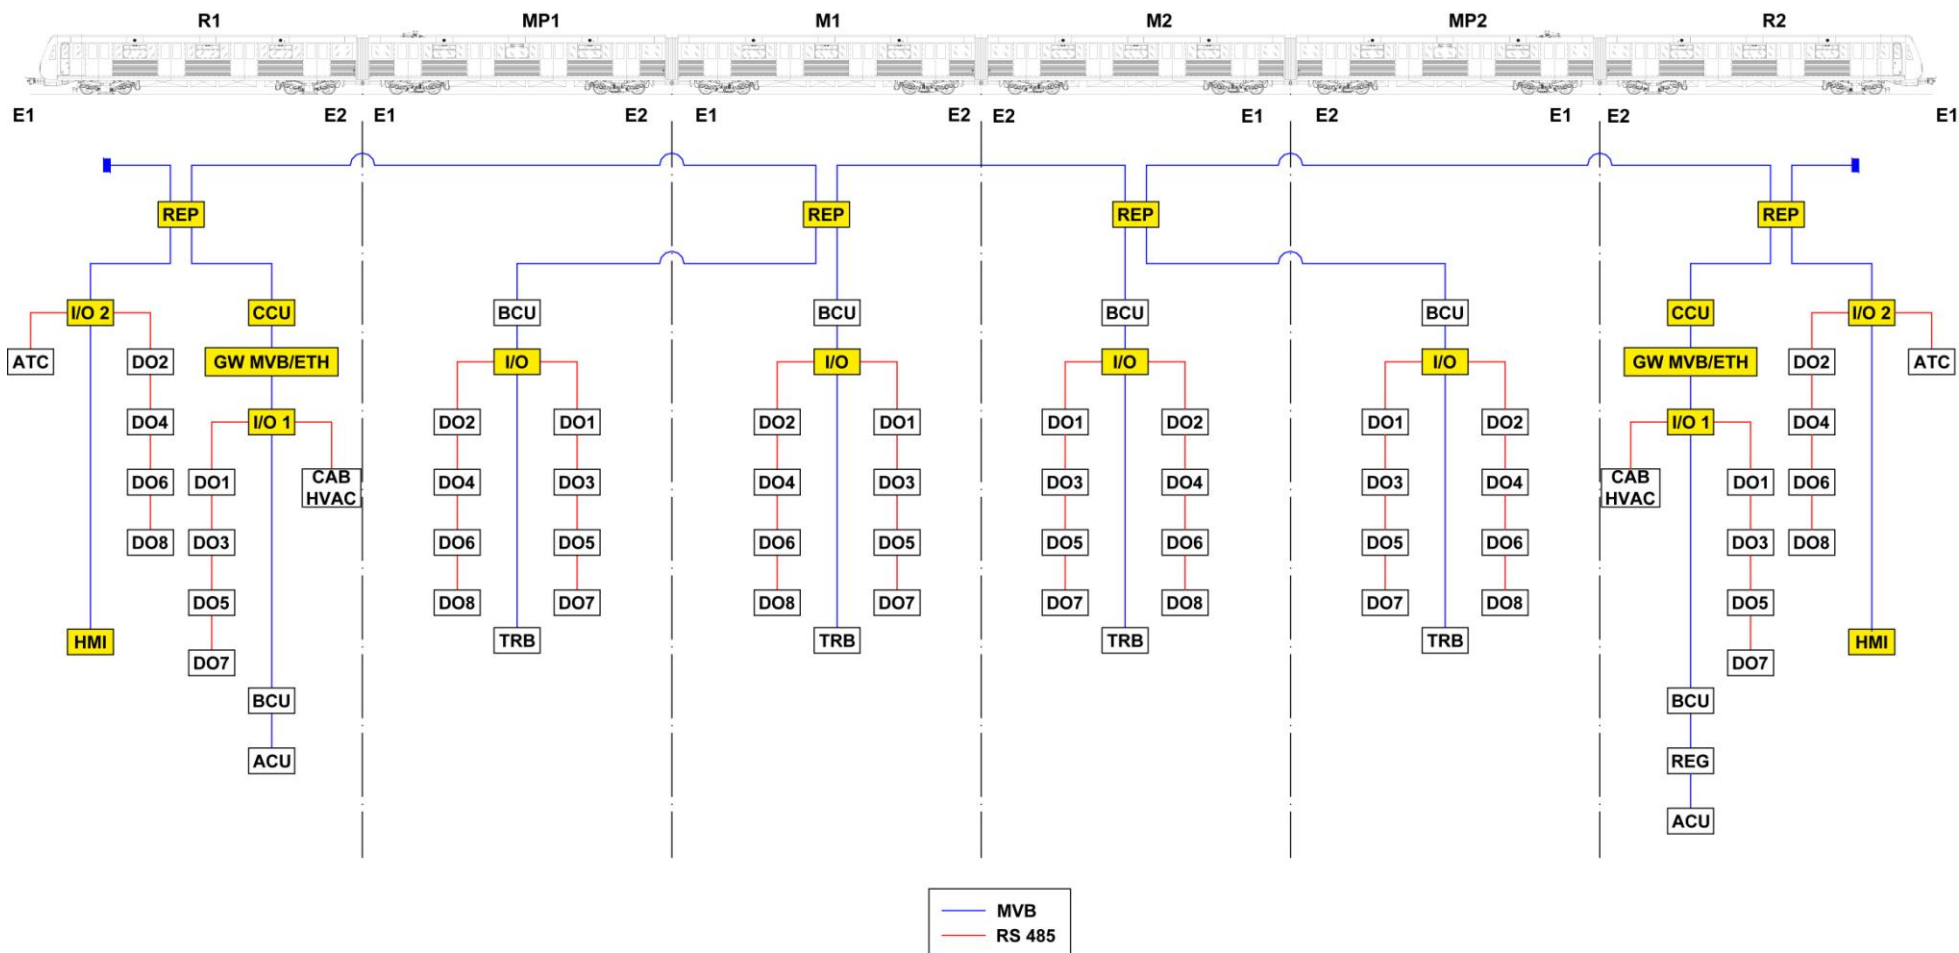 R1 MP1 M1 M2 MP2 R2
E1 E2 E1 E2 E1 E2 E2 E1 E2 E1 E2 E1
REP REP REP REP
I/O 2 CCU BCU BCU BCU BCU CCU I/O 2
ATC DO2 GW MVB/ETH I/O I/O I/O I/O GW MVB/ETH DO2 ATC
DO4 I/O 1 DO2 DO1 DO2 DO1 DO1 DO2 DO1 DO2 I/O 1 DO4
DO6 DO1 CAB HVAC DO4 DO3 DO4 DO3 DO3 DO4 DO3 DO4 CAB HVAC DO1 DO6
DO8 DO3 DO6 DO5 DO6 DO5 DO5 DO6 DO5 DO6 DO3 DO8
DO5 DO8 DO7 DO8 DO7 DO7 DO8 DO7 DO8 DO5
HMI TRB TRB TRB TRB HMI
DO7 DO7
BCU BCU
ACU REG
ACU
MVB
RS 485